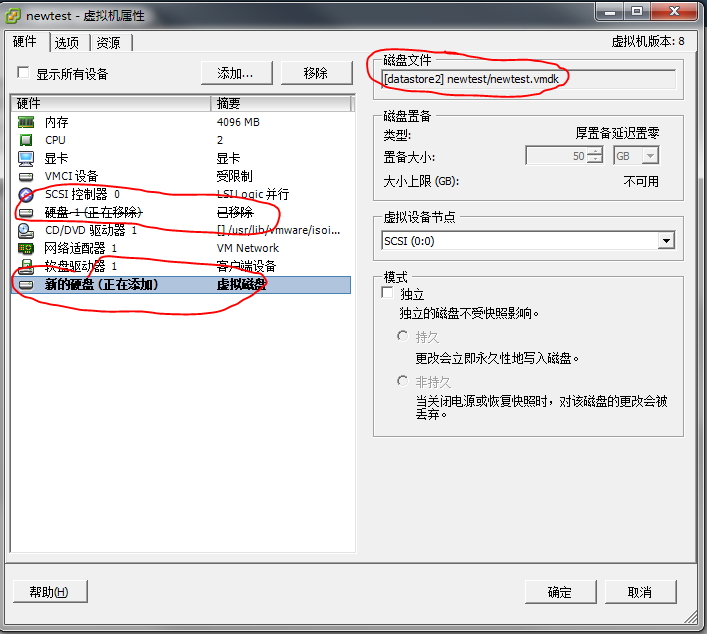 newtest - 虚拟机属性
硬件 选项 资源
虚拟机版本: 8
显示所有设备 添加... 移除
硬件 摘要
内存 4096 MB
CPU 2
显卡 显卡
VMCI 设备 受限制
SCSI 控制器 0 LSI Logic 并行
硬盘 1 (正在移除) 已移除
CD/DVD 驱动器 1 [] /usr/lib/vmware/isoi...
网络适配器 1 VM Network
软盘驱动器 1 客户端设备
新的硬盘 (正在添加) 虚拟磁盘
磁盘文件
[datastore2] newtest/newtest.vmdk
磁盘置备
类型: 厚置备延迟置零
置备大小: 50 GB
大小上限 (GB): 不可用
虚拟设备节点
SCSI (0:0)
模式
独立
独立的磁盘不受快照影响。
持久
更改会立即永久性地写入磁盘。
非持久
当关闭电源或恢复快照时，对该磁盘的更改会被
丢弃。
帮助(H) 确定 取消